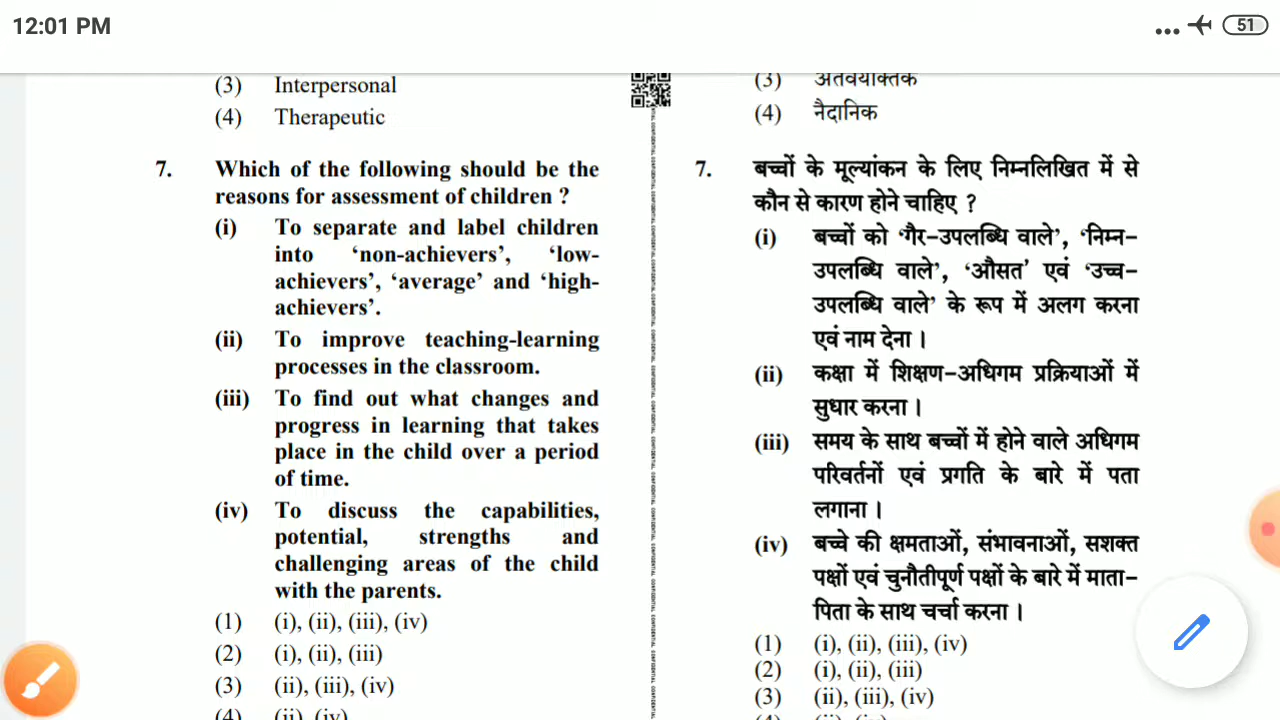 12:01 PM
51
(3) Interpersonal
(4) Therapeutic
7. Which of the following should be the
reasons for assessment of children ?
(i) To separate and label children
into ‘non-achievers’, ‘low-
achievers’, ‘average’ and ‘high-
achievers’.
(ii) To improve teaching-learning
processes in the classroom.
(iii) To find out what changes and
progress in learning that takes
place in the child over a period
of time.
(iv) To discuss the capabilities,
potential, strengths and
challenging areas of the child
with the parents.
(1) (i), (ii), (iii), (iv)
(2) (i), (ii), (iii)
(3) (ii), (iii), (iv)
(4) (ii), (iv)
(3)
(4) नैदानिक
7. बच्चों के मूल्यांकन के लिए निम्नलिखित में से
कौन से कारण होने चाहिए ?
(i) बच्चों को ‘गैर-उपलब्धि वाले’, ‘निम्न-
उपलब्धि वाले’, ‘औसत’ एवं ‘उच्च-
उपलब्धि वाले’ के रूप में अलग करना
एवं नाम देना ।
(ii) कक्षा में शिक्षण-अधिगम प्रक्रियाओं में
सुधार करना ।
(iii) समय के साथ बच्चों में होने वाले अधिगम
परिवर्तनों एवं प्रगति के बारे में पता
लगाना ।
(iv) बच्चे की क्षमताओं, संभावनाओं, सशक्त
पक्षों एवं चुनौतीपूर्ण पक्षों के बारे में माता-
पिता के साथ चर्चा करना ।
(1) (i), (ii), (iii), (iv)
(2) (i), (ii), (iii)
(3) (ii), (iii), (iv)